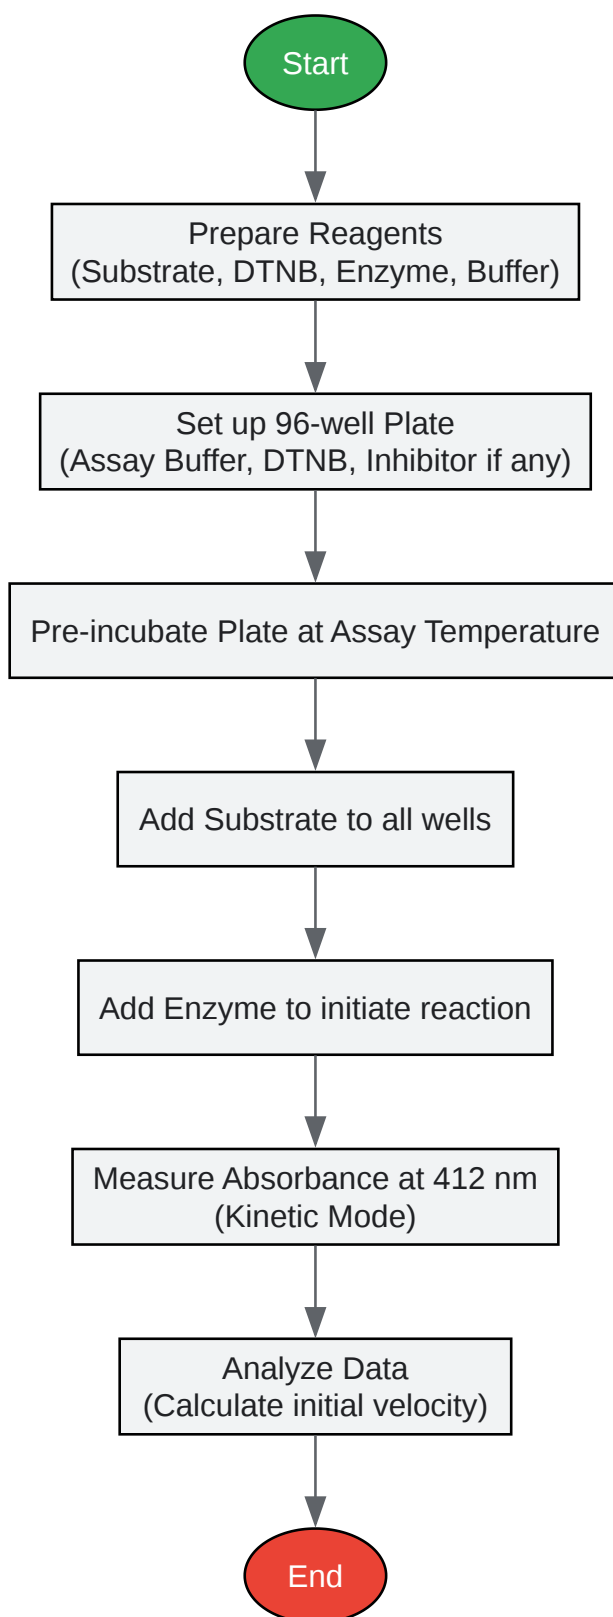 Start
Prepare Reagents
(Substrate, DTNB, Enzyme, Buffer)
Set up 96-well Plate
(Assay Buffer, DTNB, Inhibitor if any)
Pre-incubate Plate at Assay Temperature
Add Substrate to all wells
Add Enzyme to initiate reaction
Measure Absorbance at 412 nm
(Kinetic Mode)
Analyze Data
(Calculate initial velocity)
End